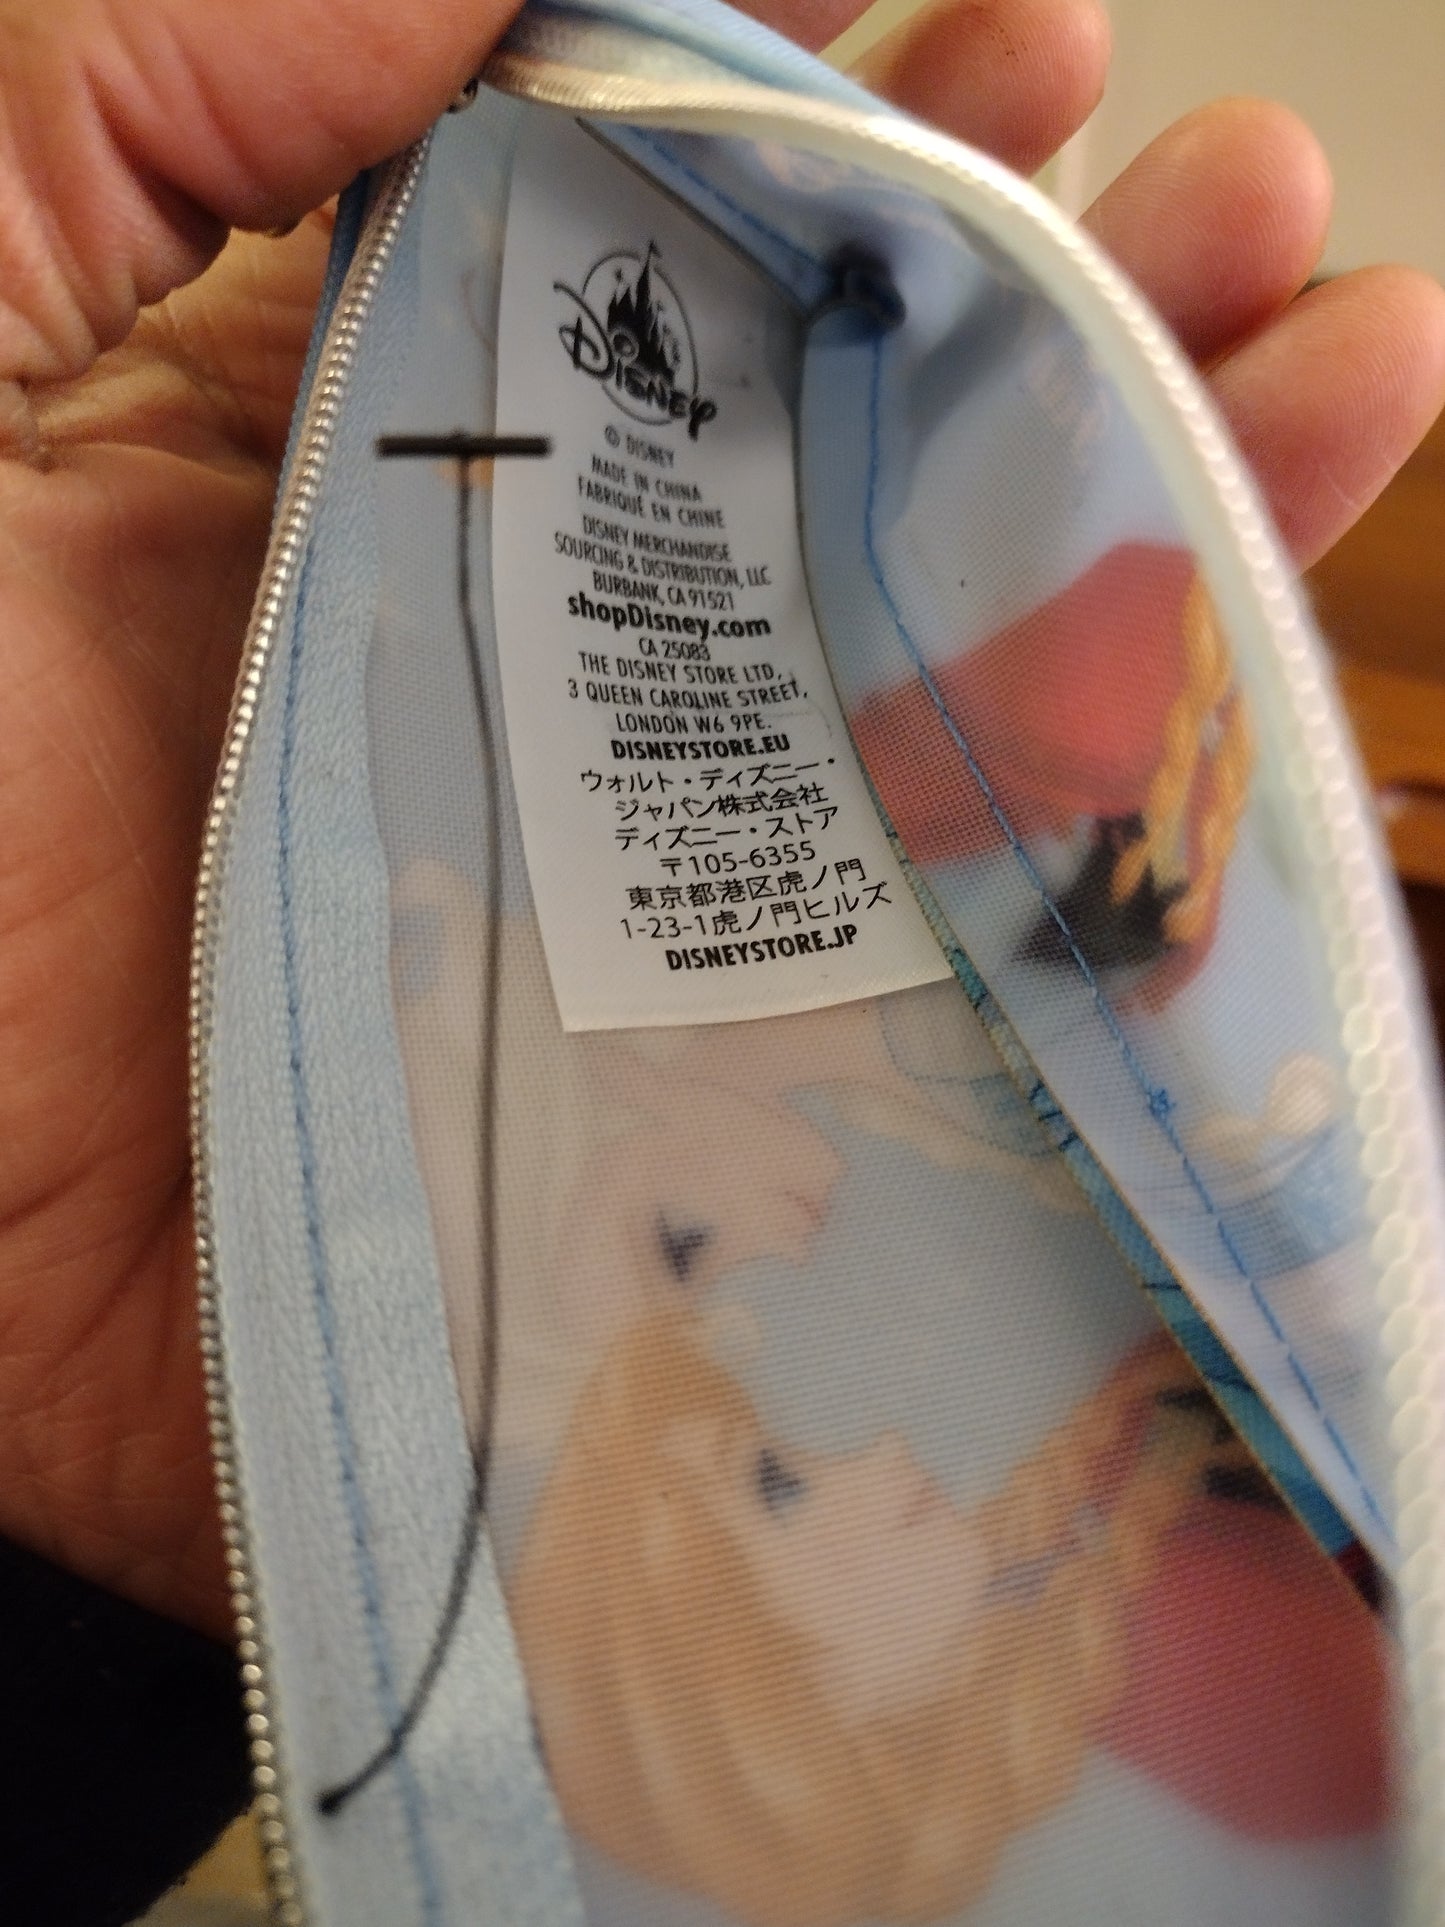 Disney
© DISNEY
MADE IN CHINA
FABRIQUÉ EN CHINE
DISNEY MERCHANDISE
SOURCING & DISTRIBUTION, LLC
BURBANK, CA 91521
shopDisney.com
CA 25083
THE DISNEY STORE LTD,
3 QUEEN CAROLINE STREET,
LONDON W6 9PE.
DISNEYSTORE.EU
ウォルト・ディズニー・
ジャパン株式会社
ディズニー・ストア
〒105-6355
東京都港区虎ノ門
1-23-1虎ノ門ヒルズ
DISNEYSTORE.JP